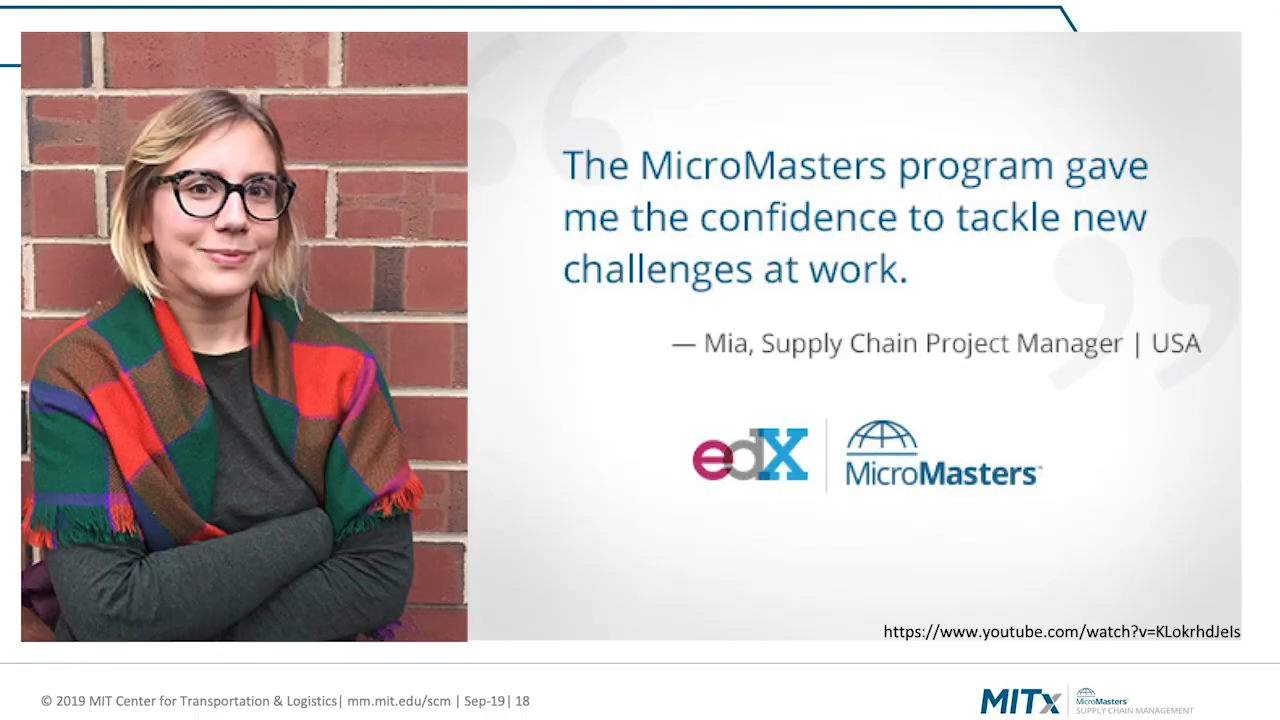 The MicroMasters program gave
me the confidence to tackle new
challenges at work.
— Mia, Supply Chain Project Manager | USA
edX
MicroMasters™
https://www.youtube.com/watch?v=KLokrhdJeIs
© 2019 MIT Center for Transportation & Logistics| mm.mit.edu/scm | Sep-19| 18
MITx
MicroMasters
SUPPLY CHAIN MANAGEMENT